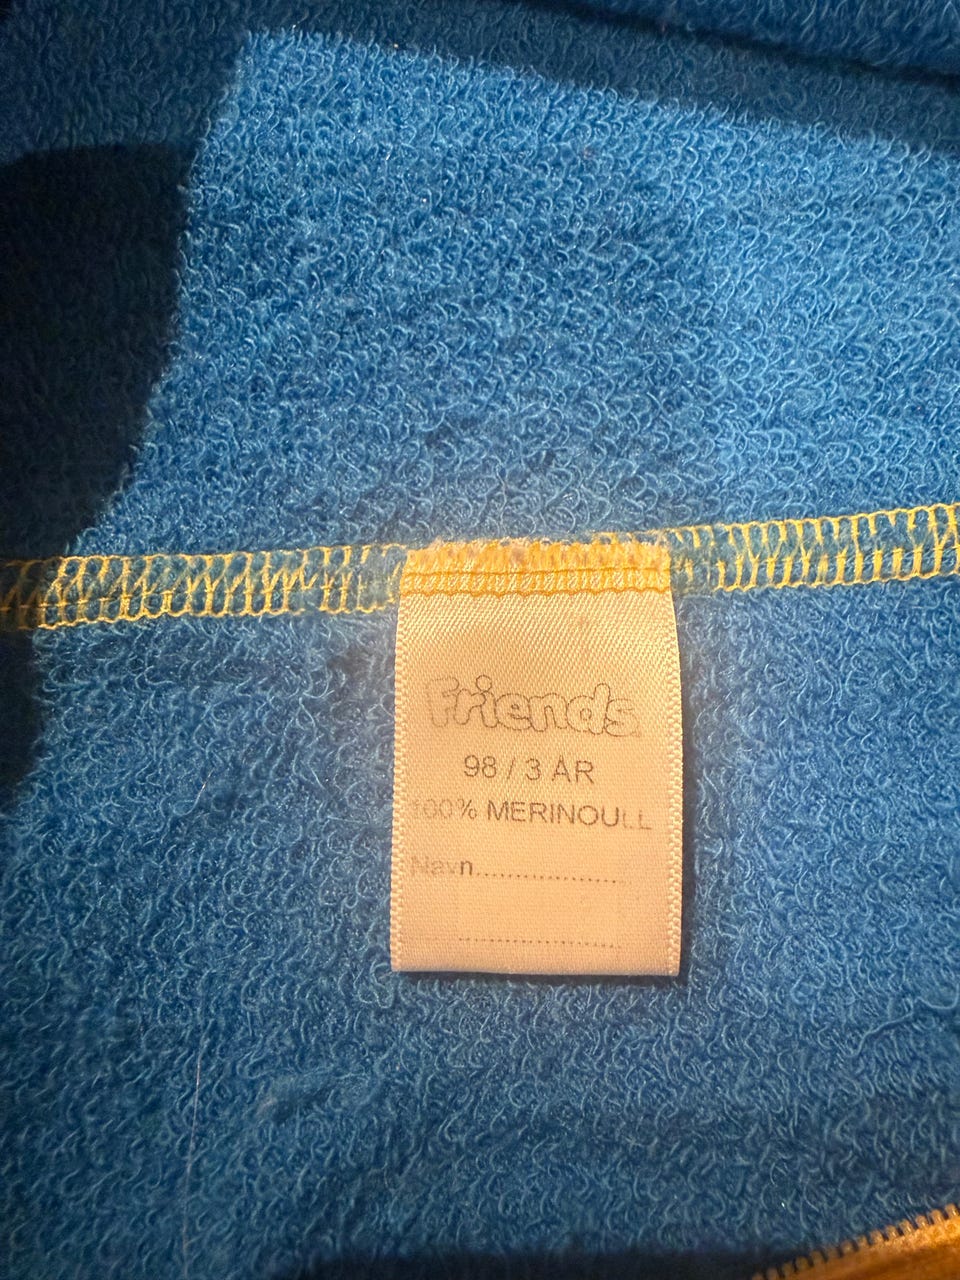 Friends
98 / 3 ÅR
100% MERINOULL
Navn....................
.....................